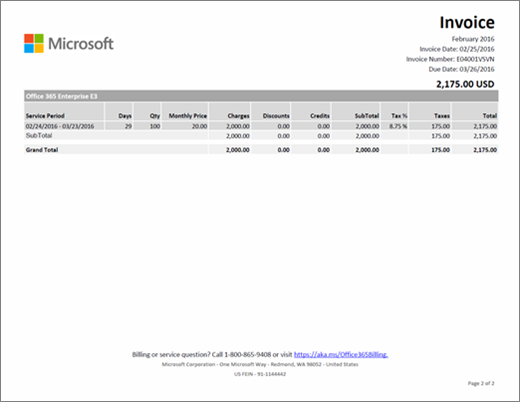 Invoice
Microsoft
February 2016
Invoice Date: 02/25/2016
Invoice Number: E04001VSVN
Due Date: 03/26/2016
2,175.00 USD
Office 365 Enterprise E3
Service Period Days Qty Monthly Price Charges Discounts Credits SubTotal Tax % Taxes Total
02/24/2016 - 03/23/2016 29 100 20.00 2,000.00 0.00 0.00 2,000.00 8.75 % 175.00 2,175.00
SubTotal 2,000.00 0.00 0.00 2,000.00 175.00 2,175.00
Grand Total 2,000.00 0.00 0.00 2,000.00 175.00 2,175.00
Billing or service question? Call 1-800-865-9408 or visit https://aka.ms/Office365Billing.
Microsoft Corporation - One Microsoft Way - Redmond, WA 98052 - United States
US FEIN - 91-1144442
Page 2 of 2